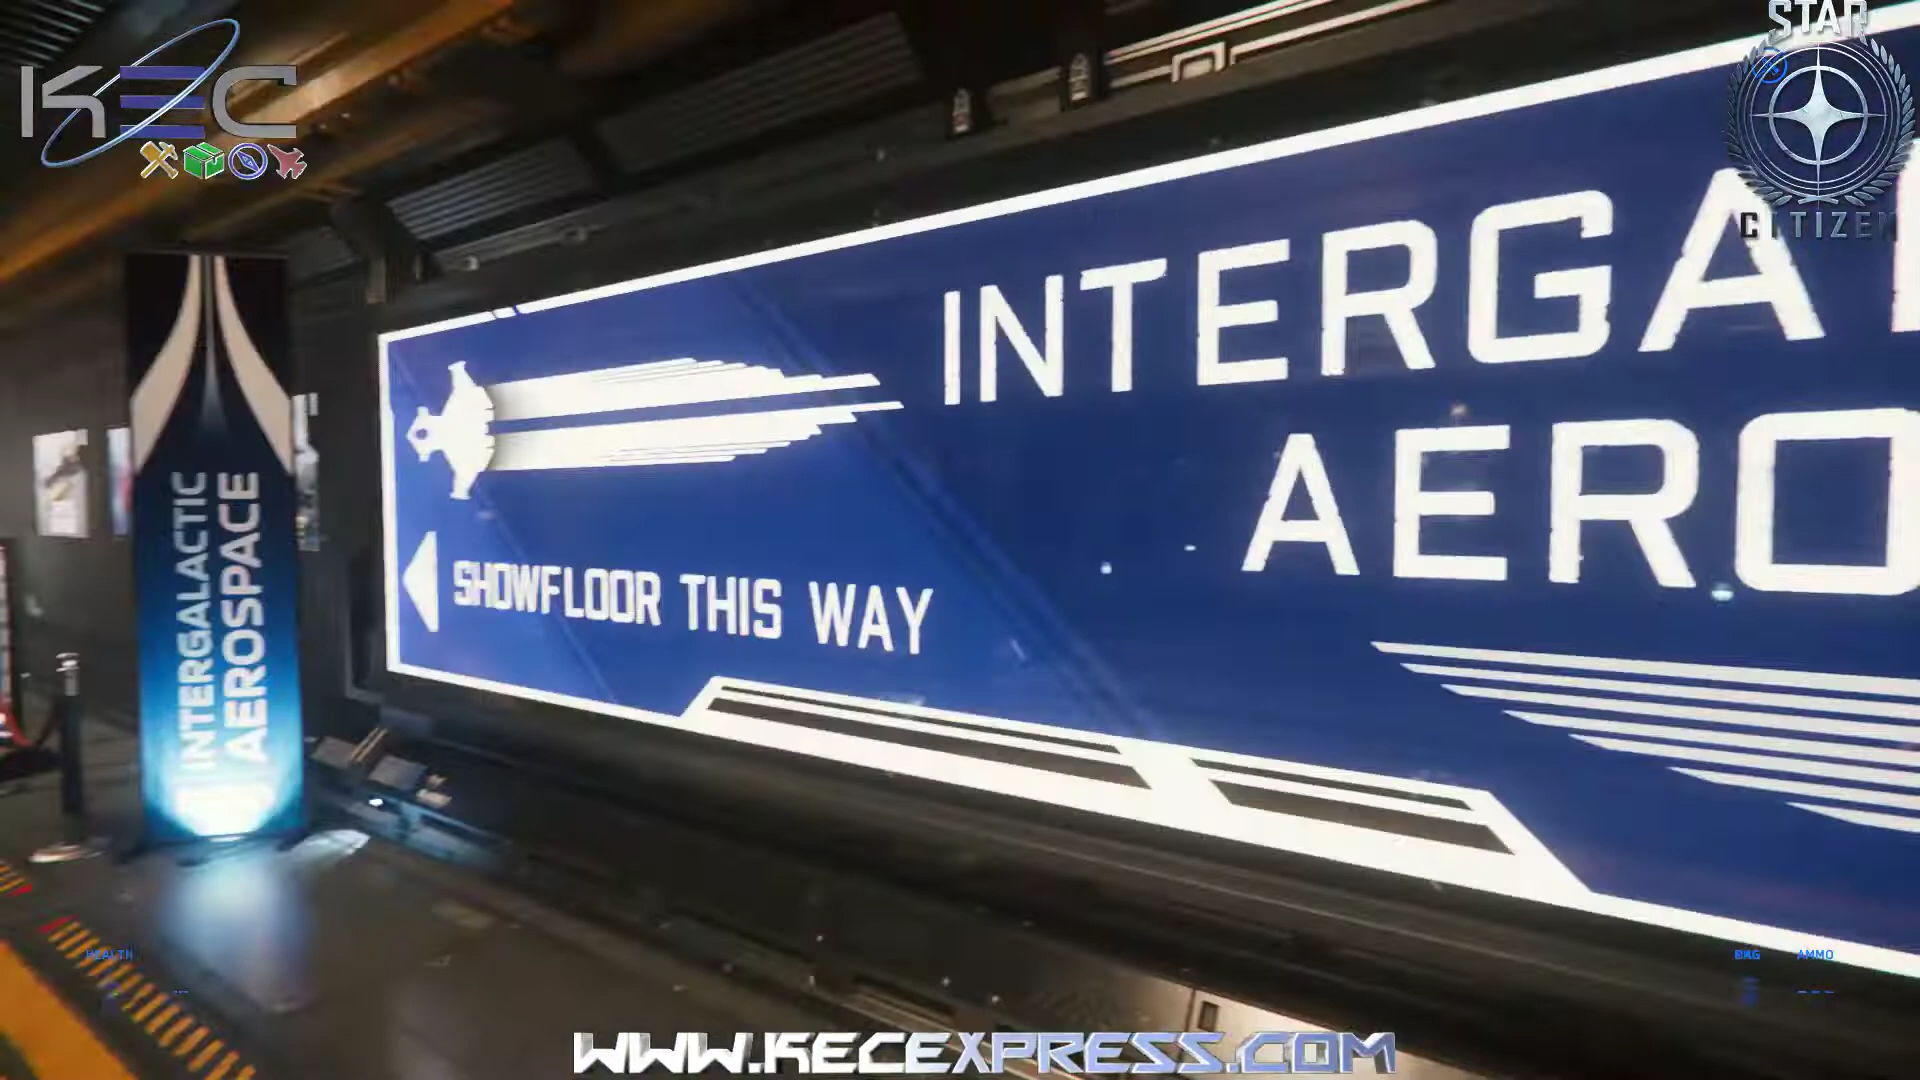 KEC
STAR
CITIZEN
INTERGA
AERO
SHOWFLOOR THIS WAY
INTERGALACTIC
AEROSPACE
HEALTH
AMMO
WWW.KECEXPRESS.COM